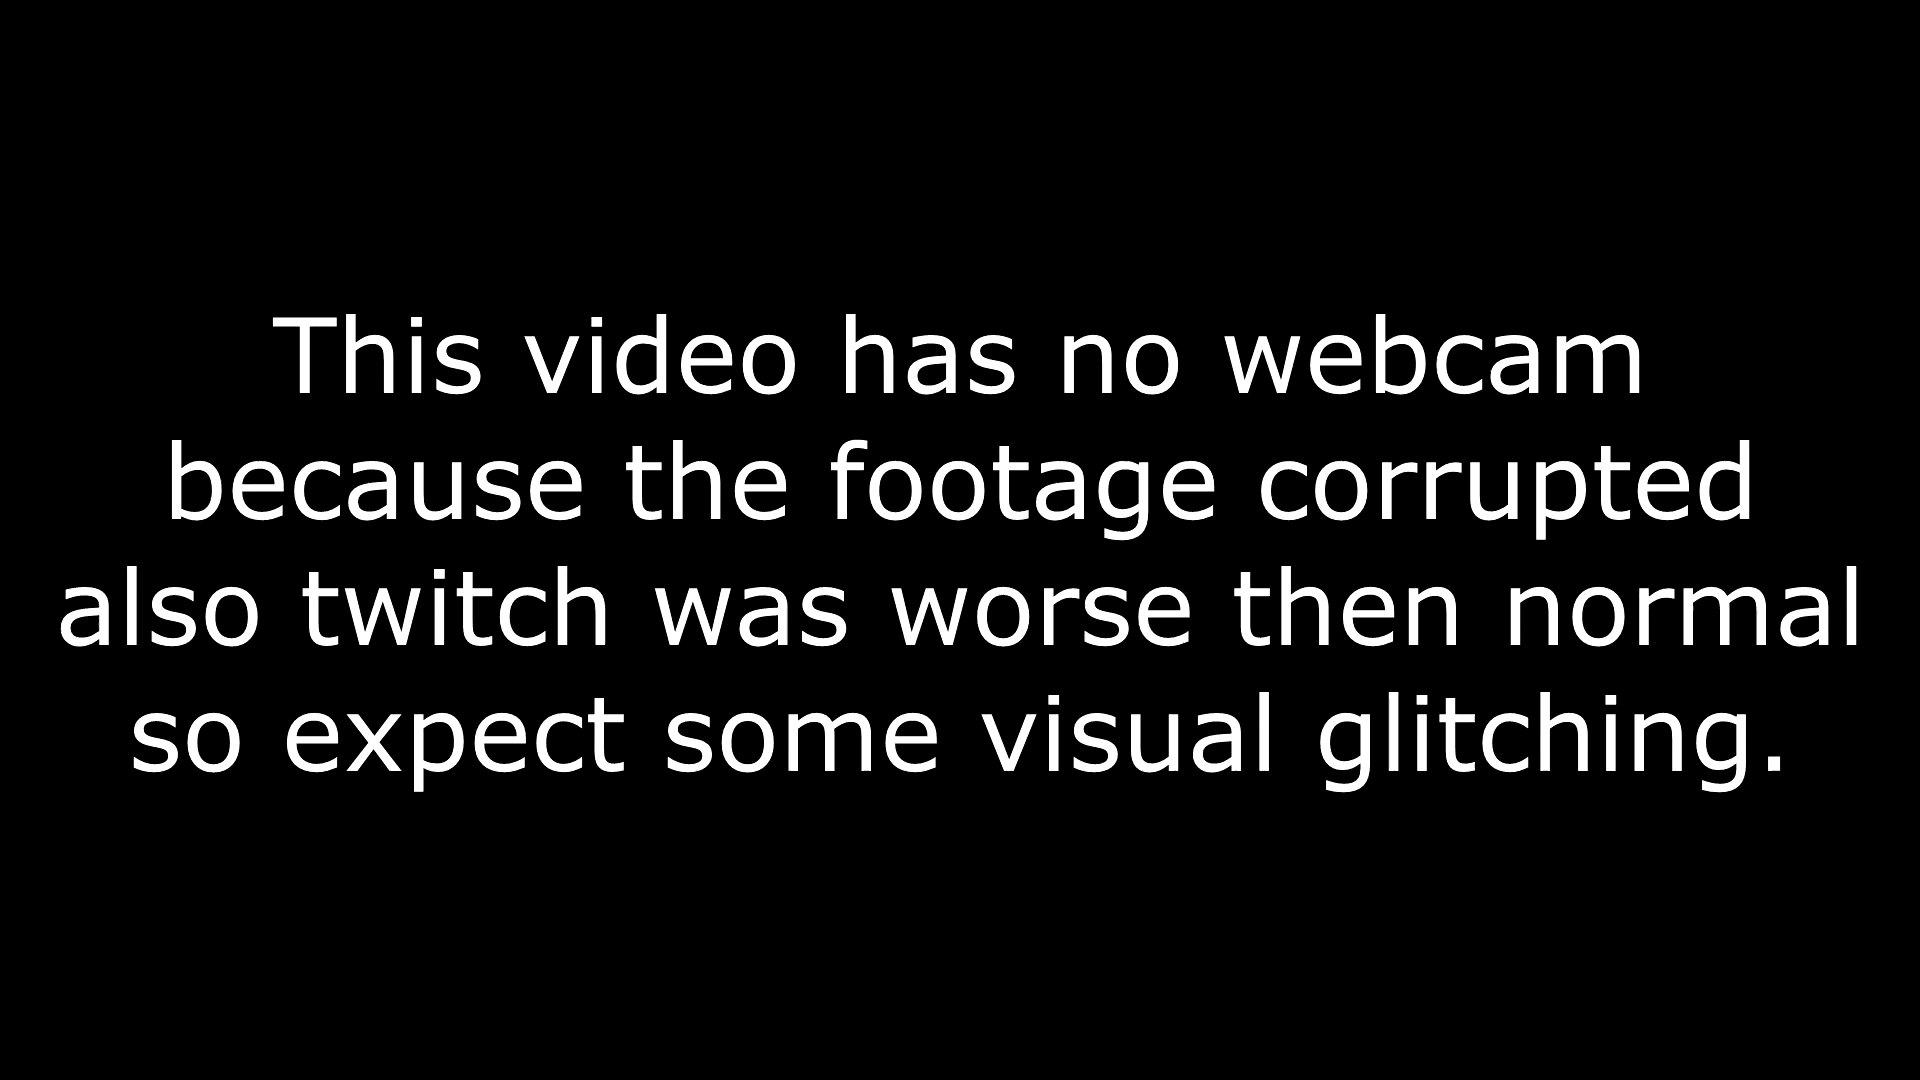 This video has no webcam
because the footage corrupted
also twitch was worse then normal
so expect some visual glitching.